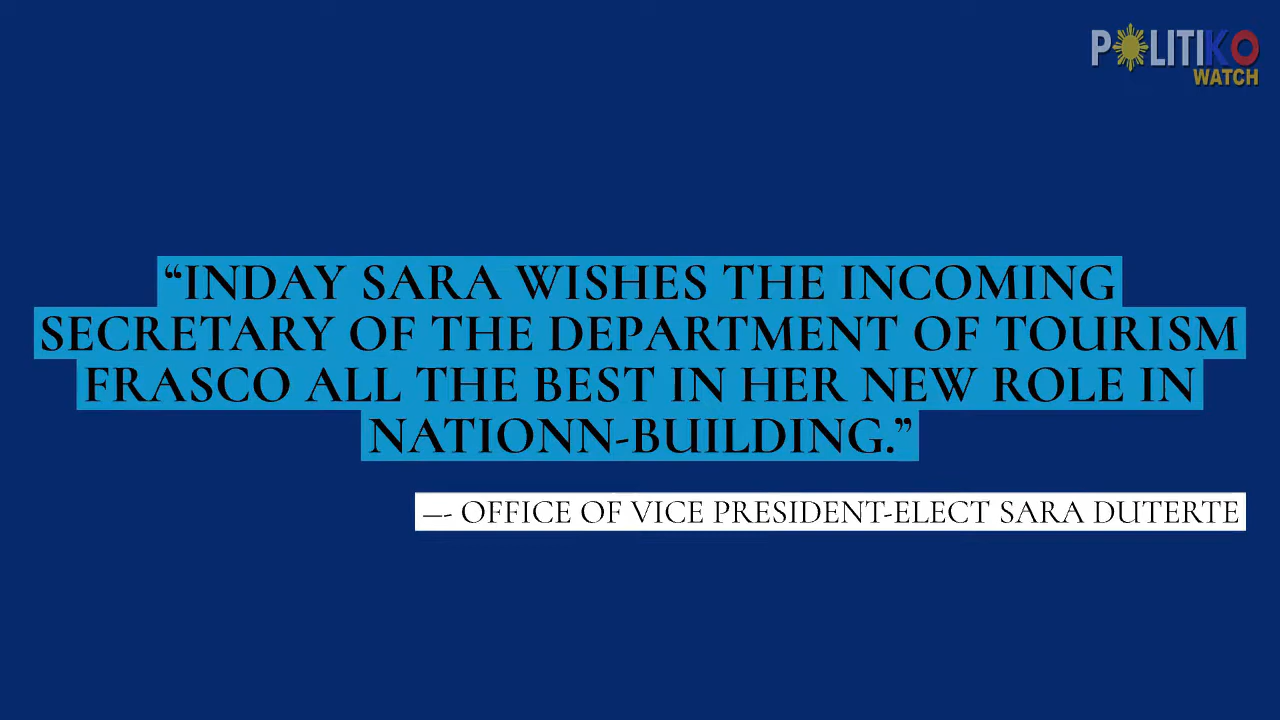 POLITIKO
WATCH
“INDAY SARA WISHES THE INCOMING
SECRETARY OF THE DEPARTMENT OF TOURISM
FRASCO ALL THE BEST IN HER NEW ROLE IN
NATIONN-BUILDING.”
—- OFFICE OF VICE PRESIDENT-ELECT SARA DUTERTE